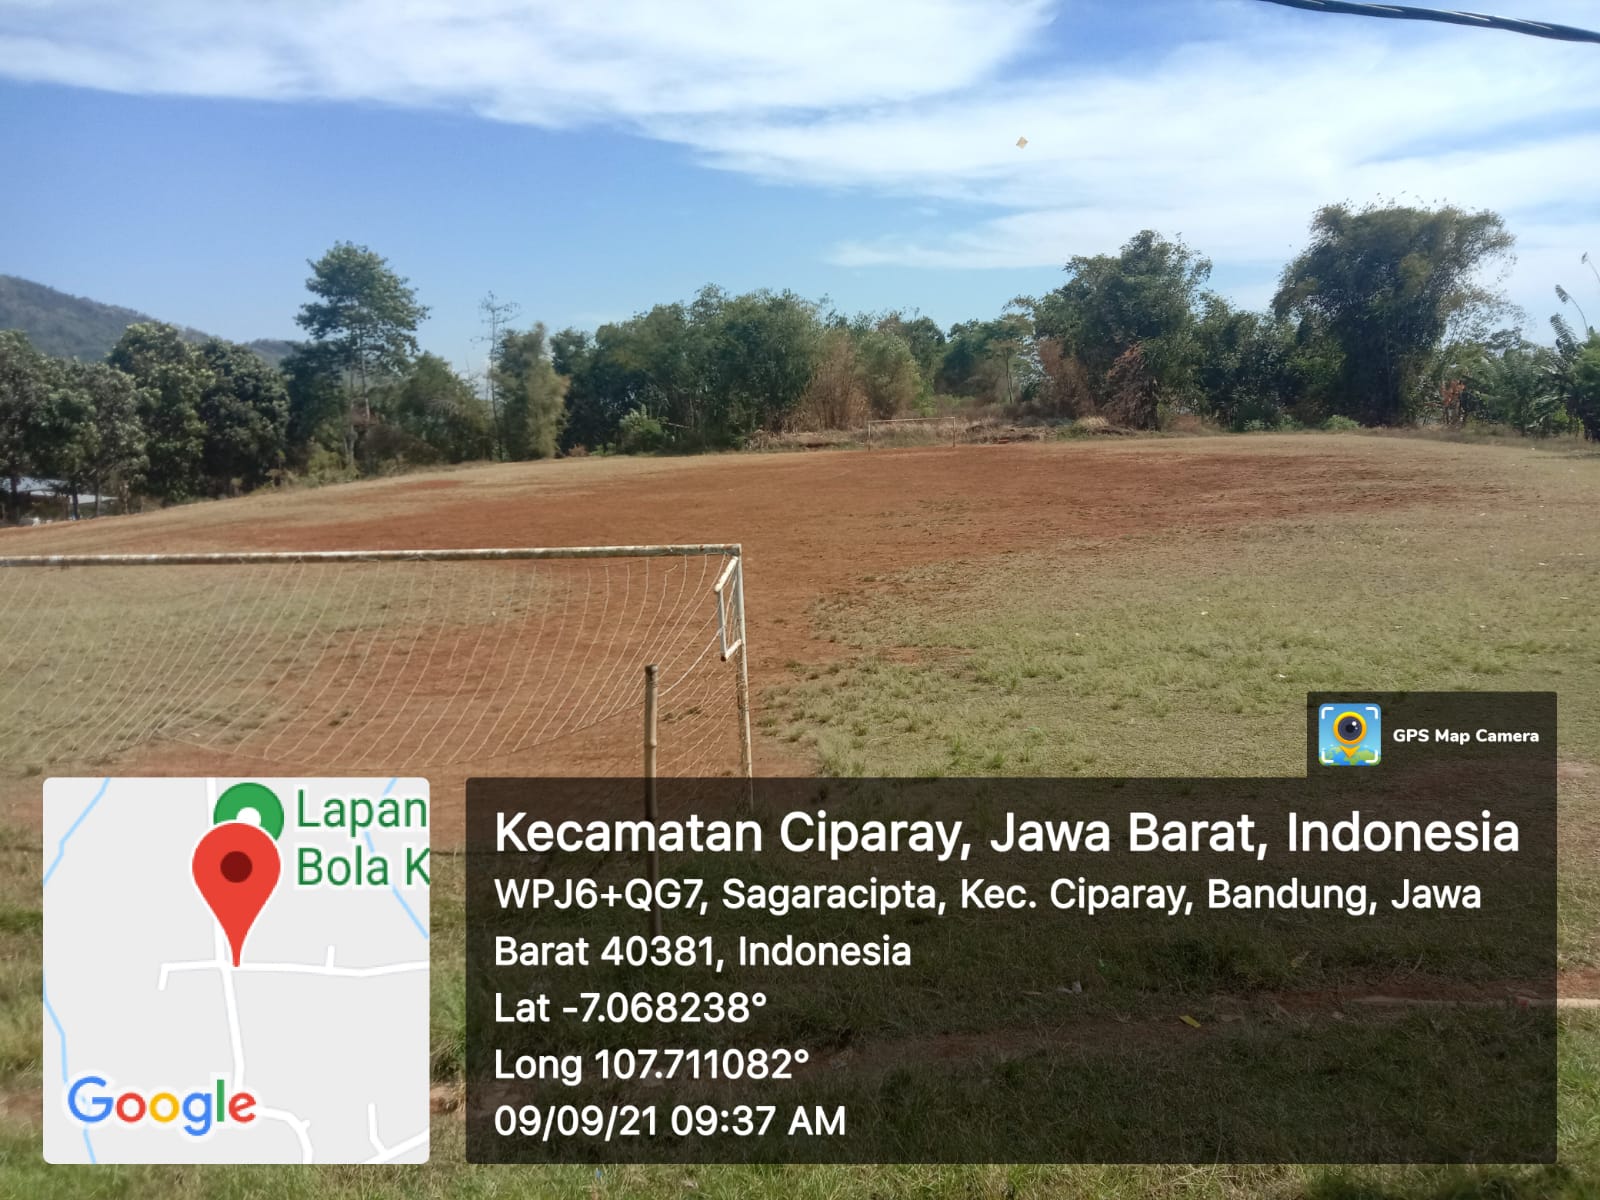 GPS Map Camera
Lapan
Bola K
Google
Kecamatan Ciparay, Jawa Barat, Indonesia
WPJ6+QG7, Sagaracipta, Kec. Ciparay, Bandung, Jawa
Barat 40381, Indonesia
Lat -7.068238°
Long 107.711082°
09/09/21 09:37 AM